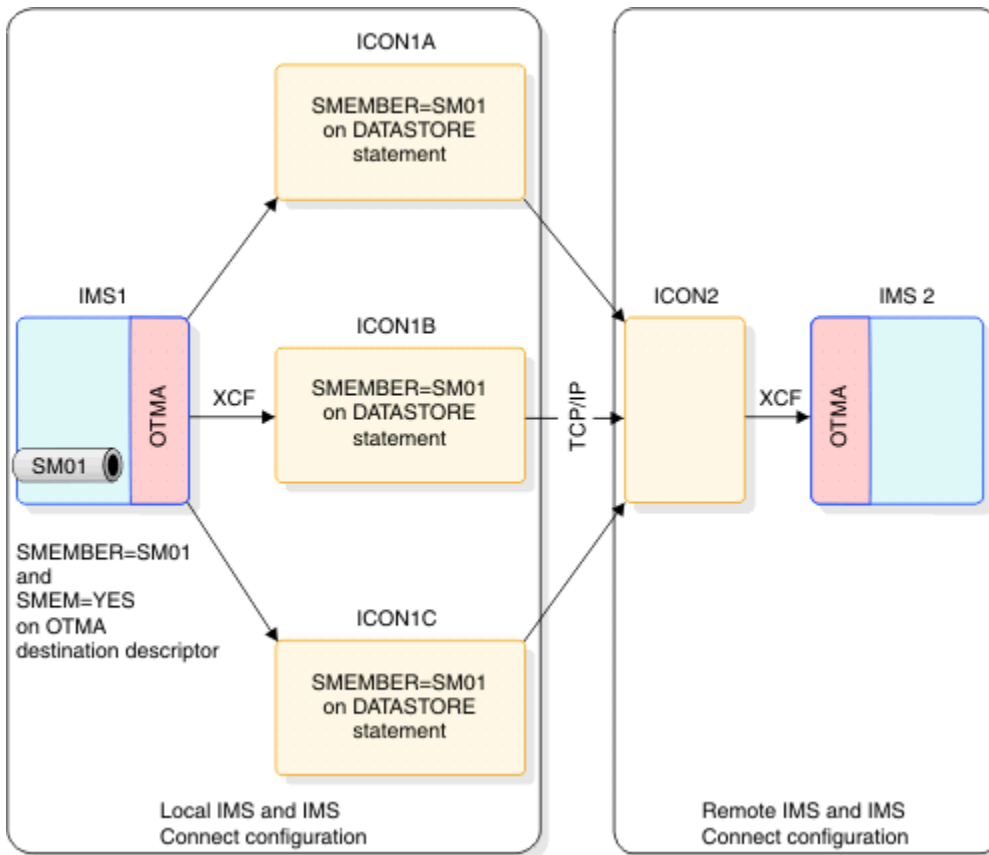 ICON1A
SMEMBER=SM01
on DATASTORE
statement
IMS1
OTMA
SM01
XCF
SMEMBER=SM01
and
SMEM=YES
on OTMA
destination descriptor
ICON1B
SMEMBER=SM01
on DATASTORE
statement
ICON1C
SMEMBER=SM01
on DATASTORE
statement
Local IMS and IMS
Connect configuration
TCP/IP
ICON2
XCF
IMS 2
OTMA
Remote IMS and IMS
Connect configuration